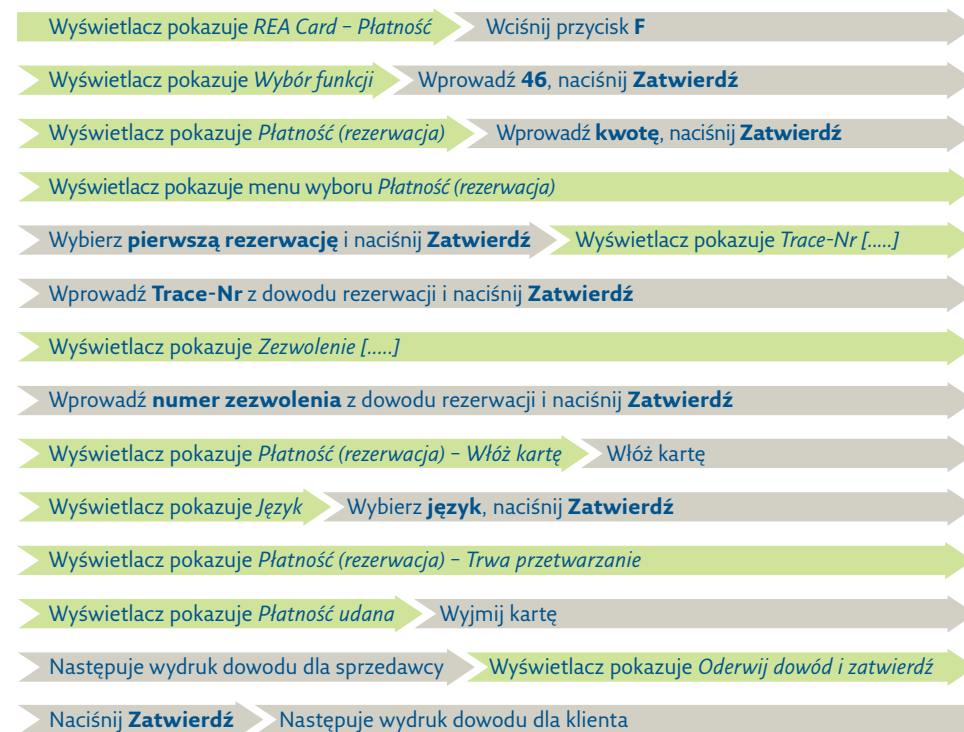 Wyświetlacz pokazuje REA Card – Płatność Wciśnij przycisk F
Wyświetlacz pokazuje Wybór funkcji Wprowadź 46, naciśnij Zatwierdź
Wyświetlacz pokazuje Płatność (rezerwacja) Wprowadź kwotę, naciśnij Zatwierdź
Wyświetlacz pokazuje menu wyboru Płatność (rezerwacja)
Wybierz pierwszą rezerwację i naciśnij Zatwierdź Wyświetlacz pokazuje Trace-Nr [.....]
Wprowadź Trace-Nr z dowodu rezerwacji i naciśnij Zatwierdź
Wyświetlacz pokazuje Zezwolenie [.....]
Wprowadź numer zezwolenia z dowodu rezerwacji i naciśnij Zatwierdź
Wyświetlacz pokazuje Płatność (rezerwacja) – Włóż kartę Włóż kartę
Wyświetlacz pokazuje Język Wybierz język, naciśnij Zatwierdź
Wyświetlacz pokazuje Płatność (rezerwacja) – Trwa przetwarzanie
Wyświetlacz pokazuje Płatność udana Wyjmij kartę
Następuje wydruk dowodu dla sprzedawcy Wyświetlacz pokazuje Oderwij dowód i zatwierdź
Naciśnij Zatwierdź Następuje wydruk dowodu dla klienta